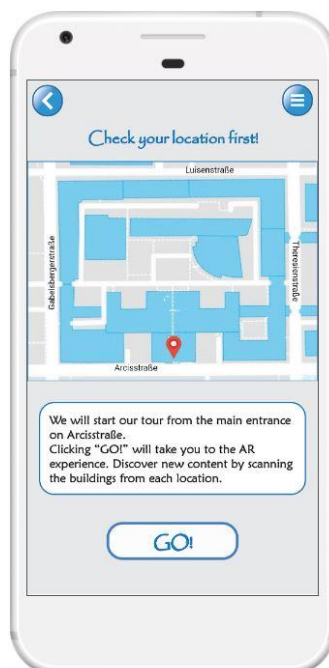 Check your location first!
Luisenstraße
Gabelsbergerstraße
Theresienstraße
Arcisstraße
We will start our tour from the main entrance
on Arcisstraße.
Clicking “GO!” will take you to the AR
experience. Discover new content by scanning
the buildings from each location.
GO!